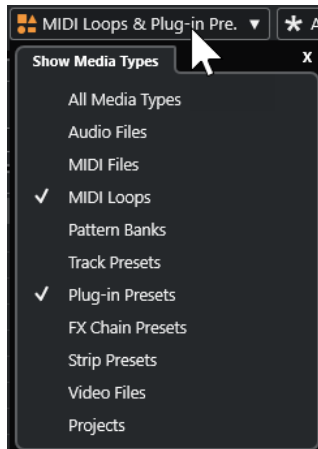 MIDI Loops & Plug-in Pre. ▼ A
Show Media Types X
All Media Types
Audio Files
MIDI Files
✓ MIDI Loops
Pattern Banks
Track Presets
✓ Plug-in Presets
FX Chain Presets
Strip Presets
Video Files
Projects